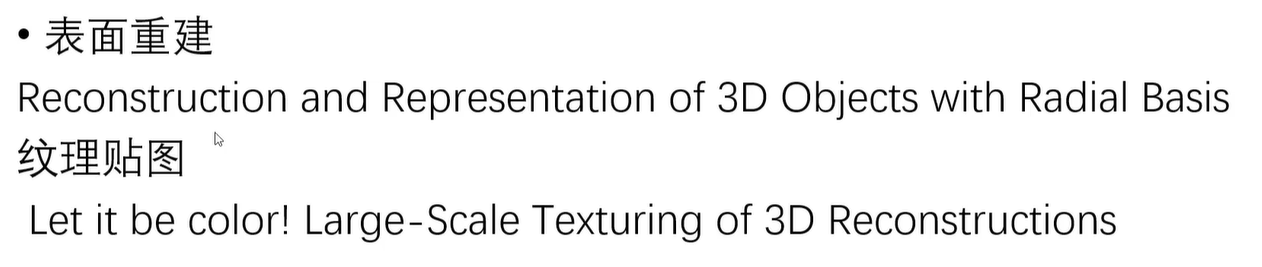 • 表面重建
Reconstruction and Representation of 3D Objects with Radial Basis
纹理贴图
Let it be color! Large-Scale Texturing of 3D Reconstructions